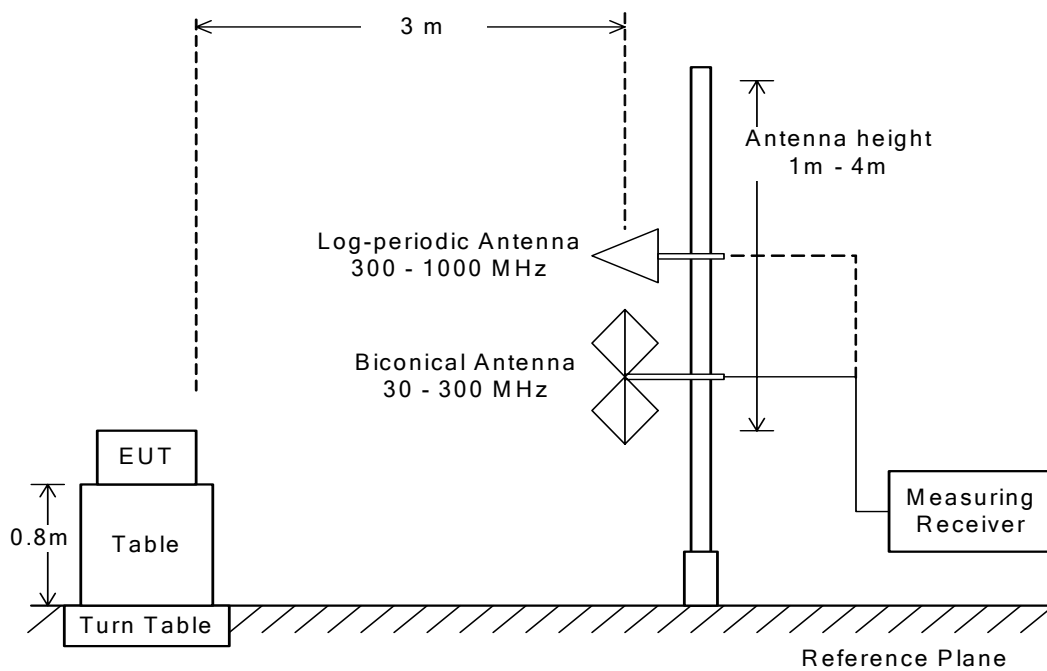 3 m
Antenna height
1m - 4m
Log-periodic Antenna
300 - 1000 MHz
Biconical Antenna
30 - 300 MHz
EUT
0.8m
Table
Measuring
Receiver
Turn Table
Reference Plane